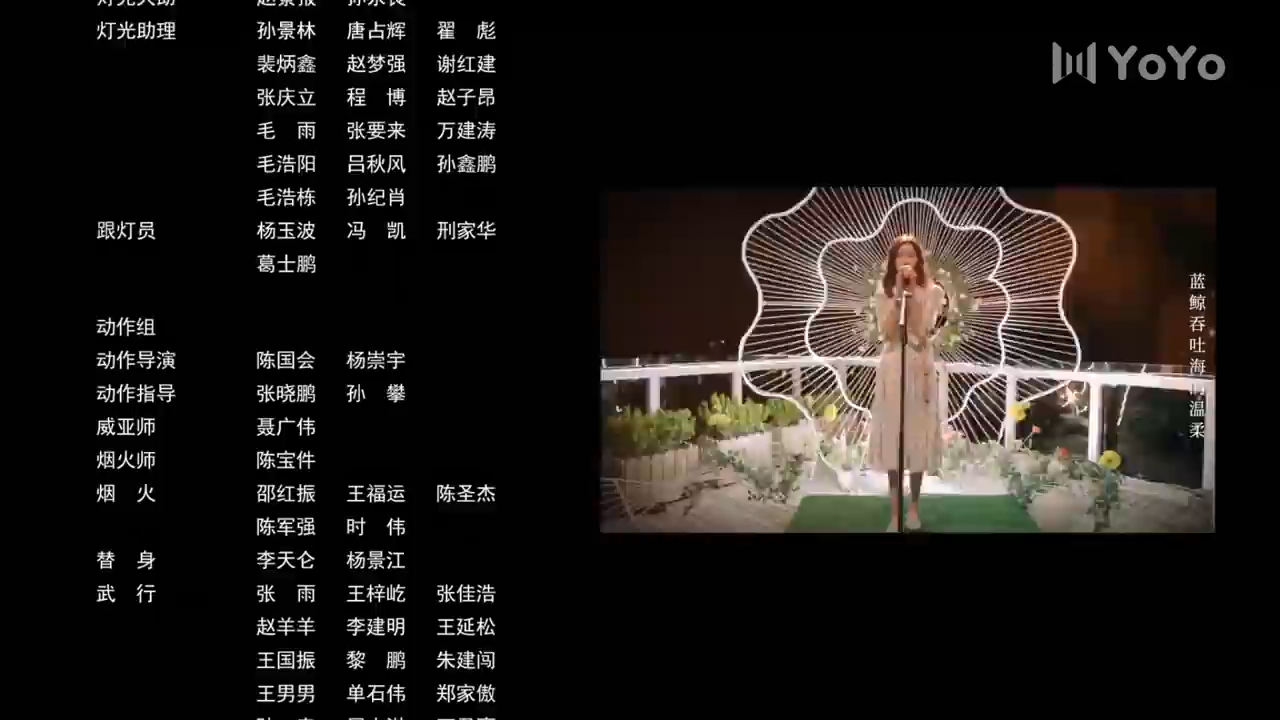 灯光助理 孙景林 唐占辉 翟 彪
裴炳鑫 赵梦强 谢红建
张庆立 程 博 赵子昂
毛 雨 张要来 万建涛
毛浩阳 吕秋风 孙鑫鹏
毛浩栋 孙纪肖
跟灯员 杨玉波 冯 凯 刑家华
葛士鹏
动作组
动作导演 陈国会 杨崇宇
动作指导 张晓鹏 孙 攀
威亚师 聂广伟
烟火师 陈宝件
烟 火 邵红振 王福运 陈圣杰
陈军强 时 伟
替 身 李天仑 杨景江
武 行 张 雨 王梓屹 张佳浩
赵羊羊 李建明 王延松
王国振 黎 鹏 朱建闯
王男男 单石伟 郑家傲
YoYo
蓝鲸吞吐海的温柔